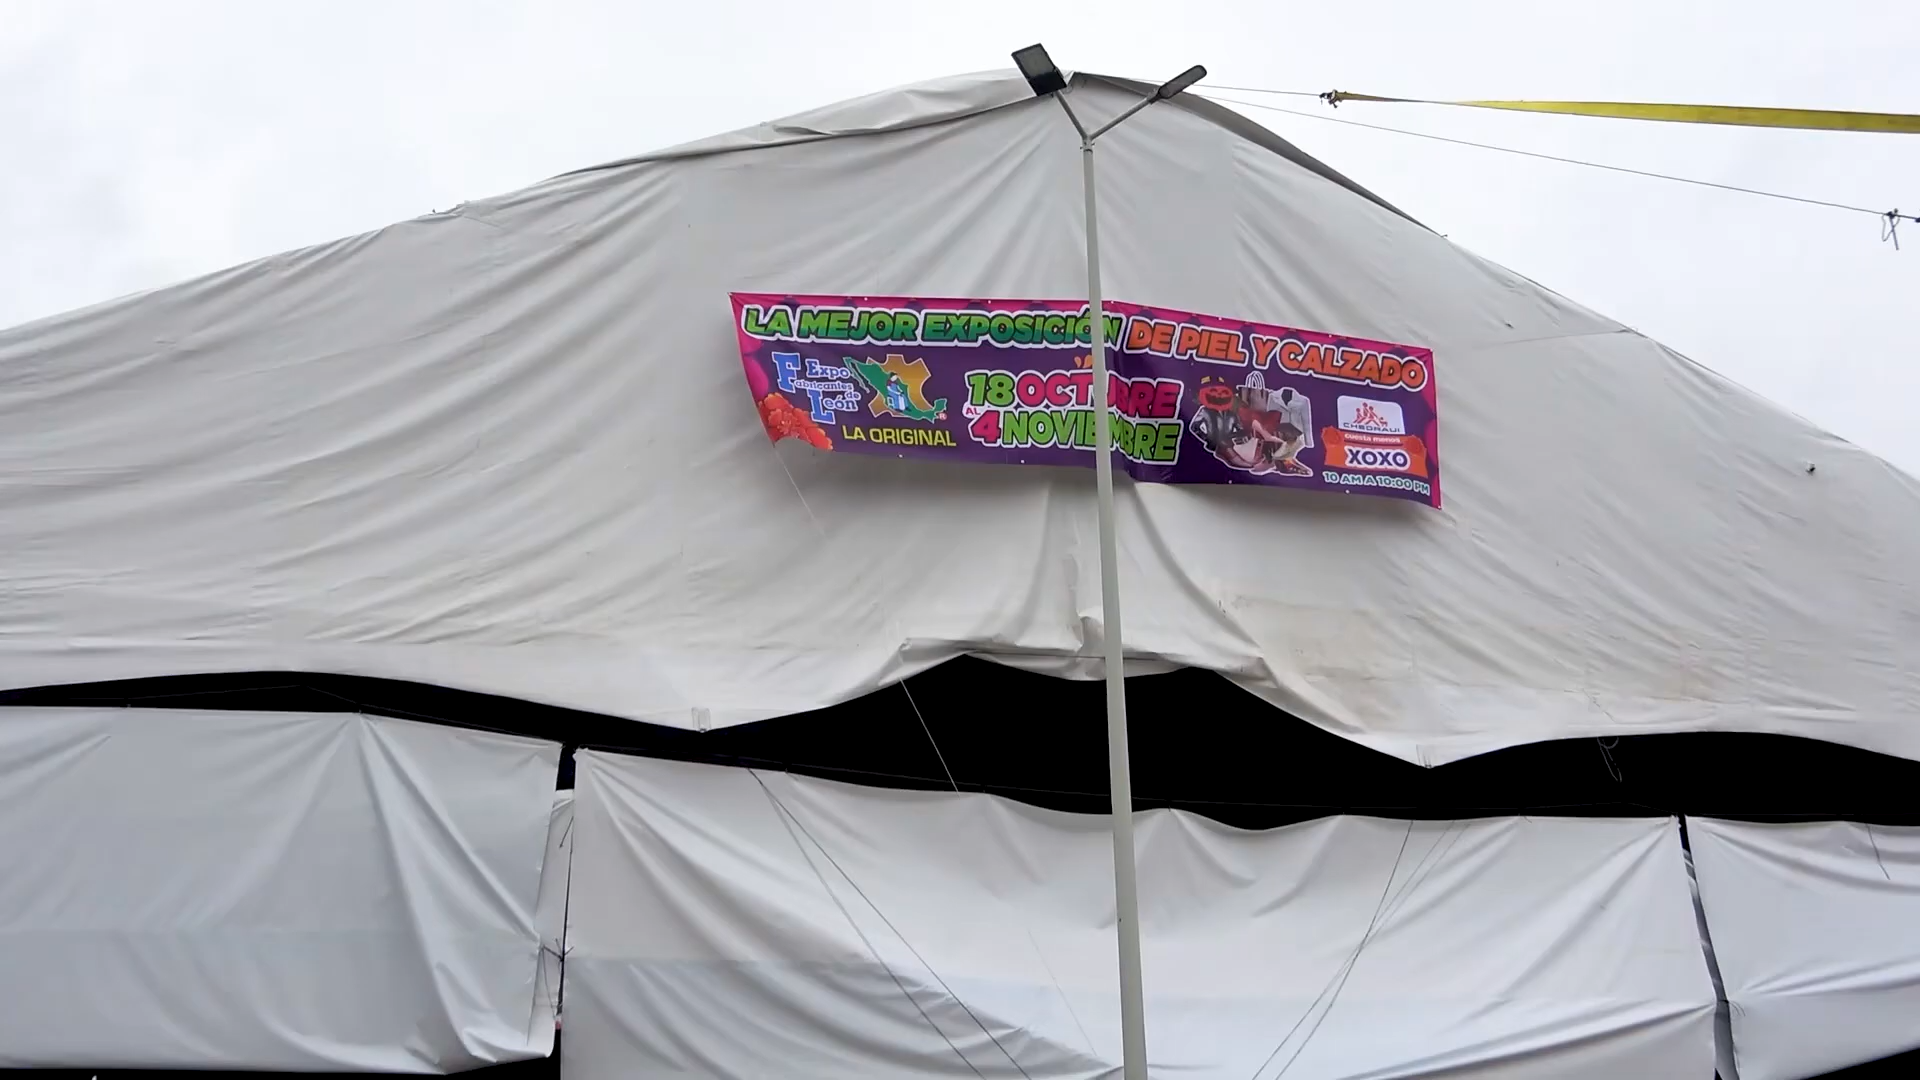 LA MEJOR EXPOSICIÓN DE PIEL Y CALZADO
Expo
Fabricantes
de
León
LA ORIGINAL
18 OCTUBRE
AL
4 NOVIEMBRE
CHEDRAUI
cuesta menos
XOXO
10 AM A 10:00 PM